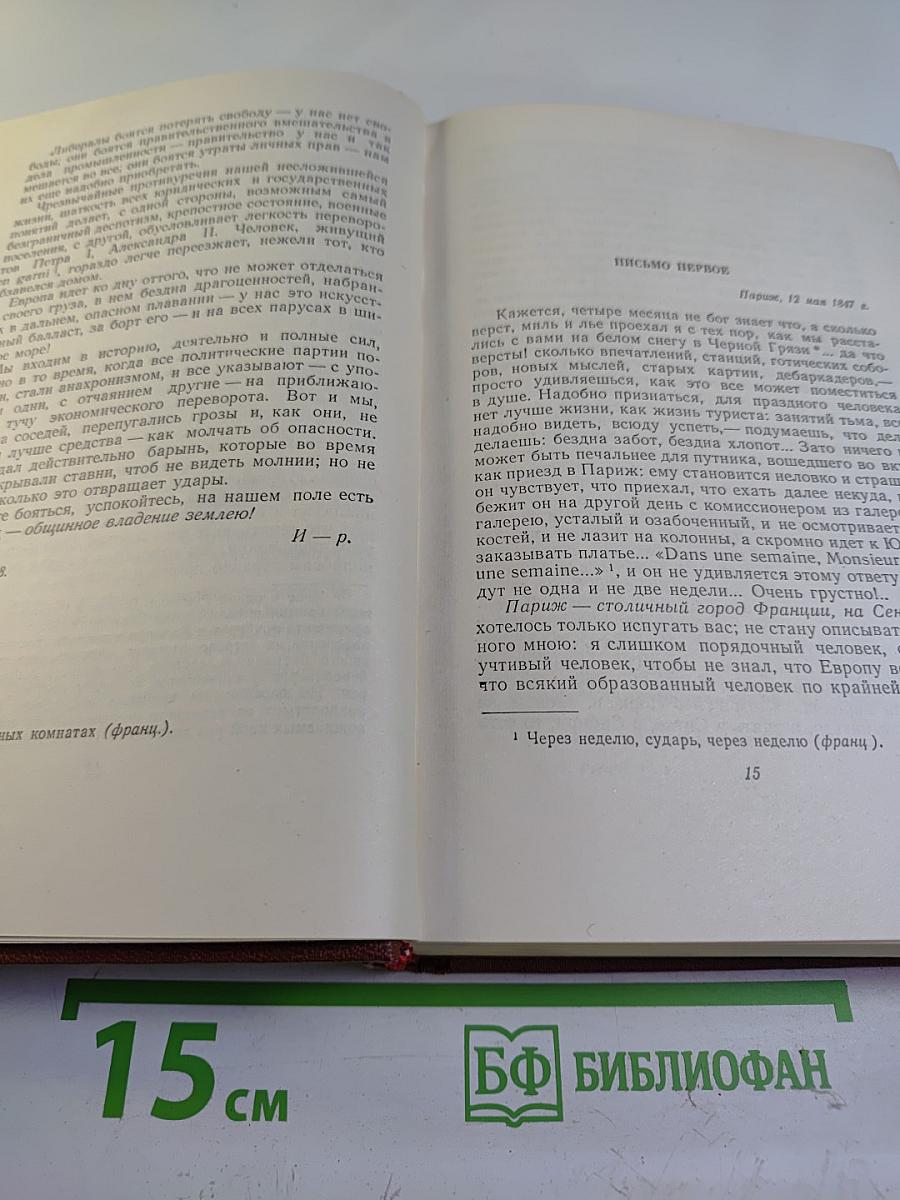 Либералы боятся потерять свободу — у нас нет сво-
боды; они боятся правительственного вмешательства в
дела промышленности — правительство у нас и так
мешается во все; они боятся утраты личных прав — нам
их еще надобно приобретать.
Чрезвычайные противуречия нашей несложившейся
жизни, шаткость всех юридических и государственных
понятий делает, с одной стороны, возможным самый
безграничный деспотизм, крепостное состояние, военные
поселения, с другой, обусловливает легкость переворо-
тов Петра I, Александра II. Человек, живущий
en garni ¹, гораздо легче переезжает, нежели тот, кто
обзавелся домом.
Европа идет ко дну оттого, что не может отделаться
своего груза, в нем бездна драгоценностей, набран-
х в дальнем, опасном плавании — у нас это искусст-
ный балласт, за борт его — и на всех парусах в ши-
ое море!
ы входим в историю, деятельно и полные сил,
но в то время, когда все политические партии по-
и, стали анахронизмом, и все указывают — с упо-
и одни, с отчаянием другие — на приближаю-
тучу экономического переворота. Вот и мы,
а соседей, перепугались грозы и, как они, не
лучше средства — как молчать об опасности.
дал действительно барынь, которые во время
крывали ставни, чтоб не видеть молнии; но не
колько это отвращает удары.
е бояться, успокойтесь, на нашем поле есть
— общинное владение землею!
И — р.
8.
ных комнатах (франц.).
ПИСЬМО ПЕРВОЕ
Париж, 12 мая 1847 г.
Кажется, четыре месяца не бог знает что, а сколько
верст, миль и лье проехал я с тех пор, как мы расста-
лись с вами на белом снегу в Черной Грязи *... да что
версты! сколько впечатлений, станций, готических собо-
ров, новых мыслей, старых картин, дебаркадеров,—
просто удивляешься, как это все может поместиться
в душе. Надобно признаться, для праздного человека
нет лучше жизни, как жизнь туриста: занятий тьма, вс
надобно видеть, всюду успеть,— подумаешь, что дел
делаешь: бездна забот, бездна хлопот... Зато ничего
может быть печальнее для путника, вошедшего во вк
как приезд в Париж: ему становится неловко и страш
он чувствует, что приехал, что ехать далее некуда,
бежит он на другой день с комиссионером из галер
галерею, усталый и озабоченный, и не осматривает
костей, и не лазит на колонны, а скромно идет к Ю
заказывать платье... «Dans une semaine, Monsieur
une semaine...» ¹, и он не удивляется этому ответу
дут не одна и не две недели... Очень грустно!..
Париж — столичный город Франции, на Сен
хотелось только испугать вас; не стану описыват
ного мною: я слишком порядочный человек,
учтивый человек, чтобы не знал, что Европу в
что всякий образованный человек по крайней
¹ Через неделю, сударь, через неделю (франц ).
15
15 см
БФ БИБЛИОФАН